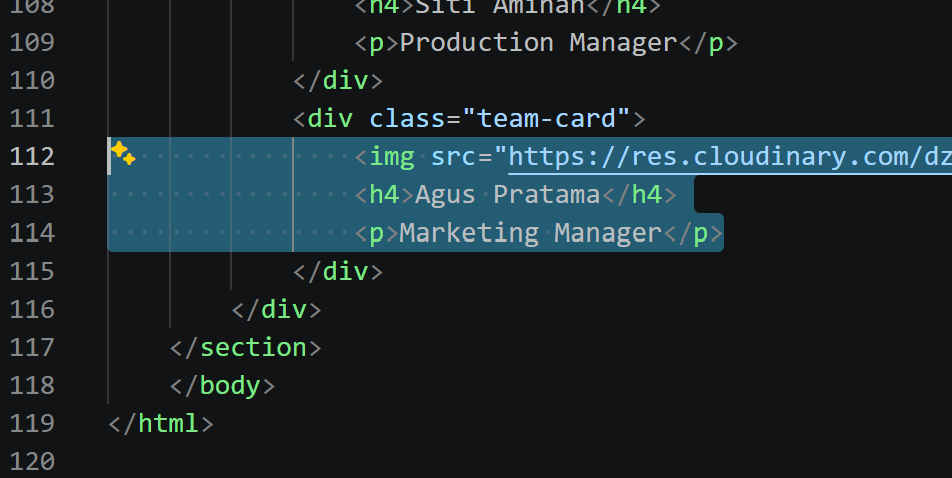 108 <h4>Siti Aminah</h4>
109 <p>Production Manager</p>
110 </div>
111 <div class="team-card">
112 <img src="https://res.cloudinary.com/dz
113 <h4>Agus Pratama</h4>
114 <p>Marketing Manager</p>
115 </div>
116 </div>
117 </section>
118 </body>
119 </html>
120